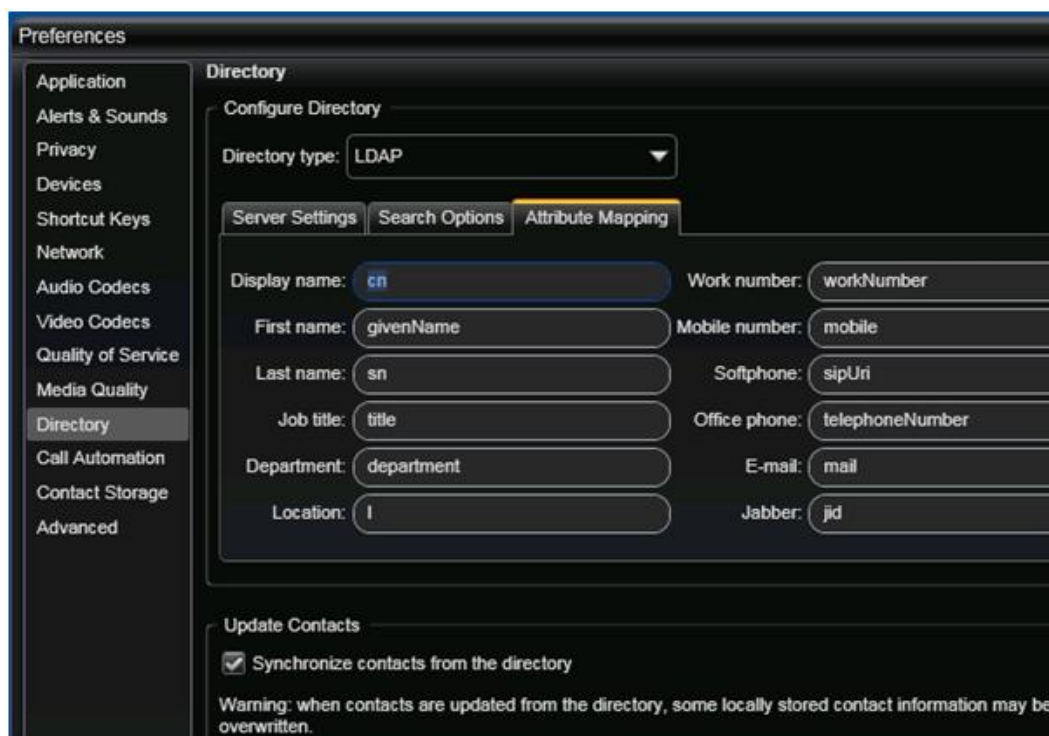 Preferences
Application
Alerts & Sounds
Privacy
Devices
Shortcut Keys
Network
Audio Codecs
Video Codecs
Quality of Service
Media Quality
Directory
Call Automation
Contact Storage
Advanced
Directory
Configure Directory
Directory type: LDAP
Server Settings Search Options Attribute Mapping
Display name: cn Work number: workNumber
First name: givenName Mobile number: mobile
Last name: sn Softphone: sipUri
Job title: title Office phone: telephoneNumber
Department: department E-mail: mail
Location: l Jabber: jid
Update Contacts
Synchronize contacts from the directory
Warning: when contacts are updated from the directory, some locally stored contact information may be
overwritten.